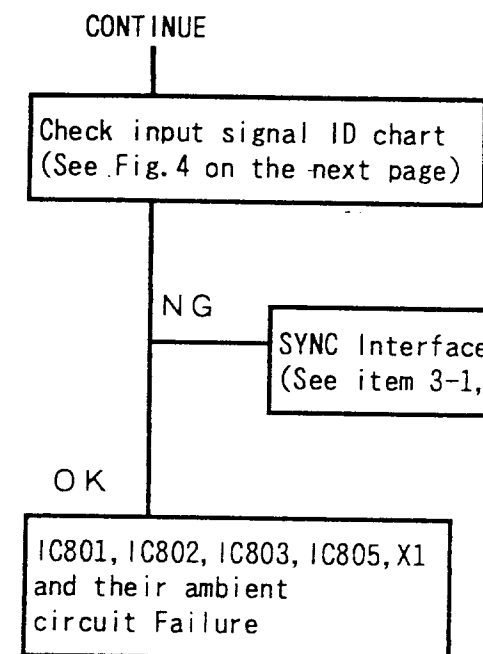 CONTINUE
Check input signal ID chart
(See Fig.4 on the next page)
NG
SYNC Interface
(See item 3-1,
OK
IC801, IC802, IC803, IC805, X1
and their ambient
circuit Failure